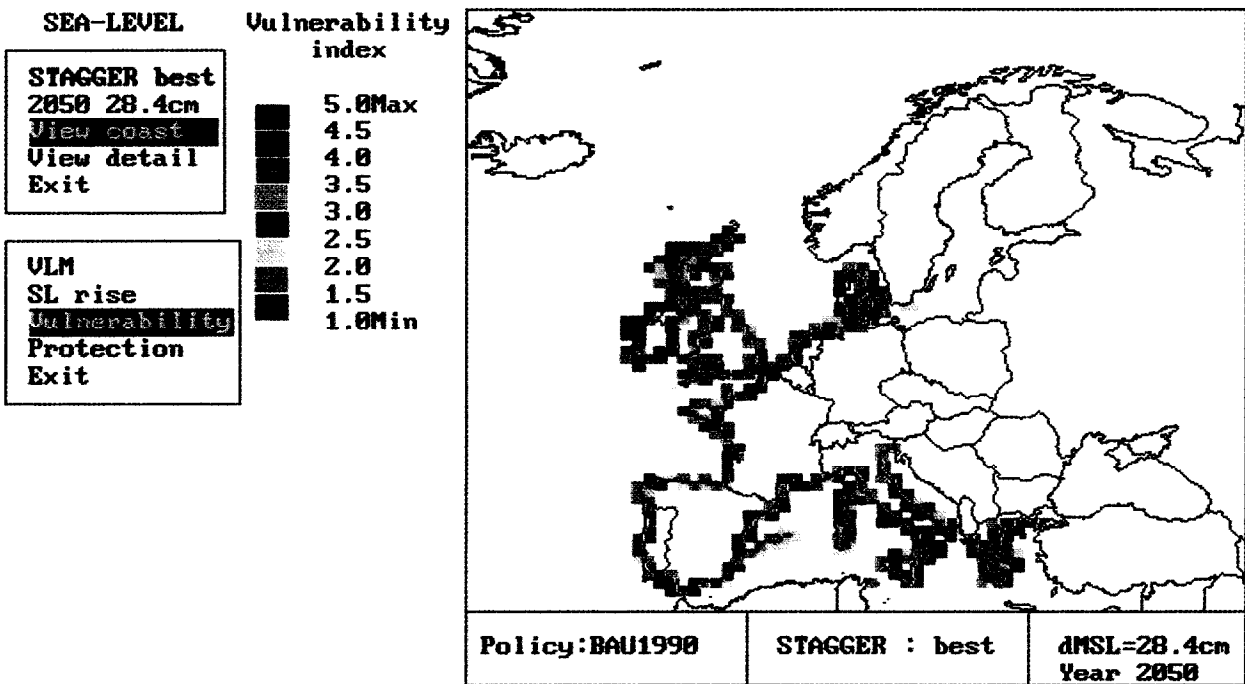 SEA-LEVEL
STAGGER best
2050 28.4cm
View coast
View detail
Exit
VLM
SL rise
Vulnerability
Protection
Exit
Vulnerability
index
5.0Max
4.5
4.0
3.5
3.0
2.5
2.0
1.5
1.0Min
Policy:BAU1990
STAGGER : best
dMSL=28.4cm
Year 2050